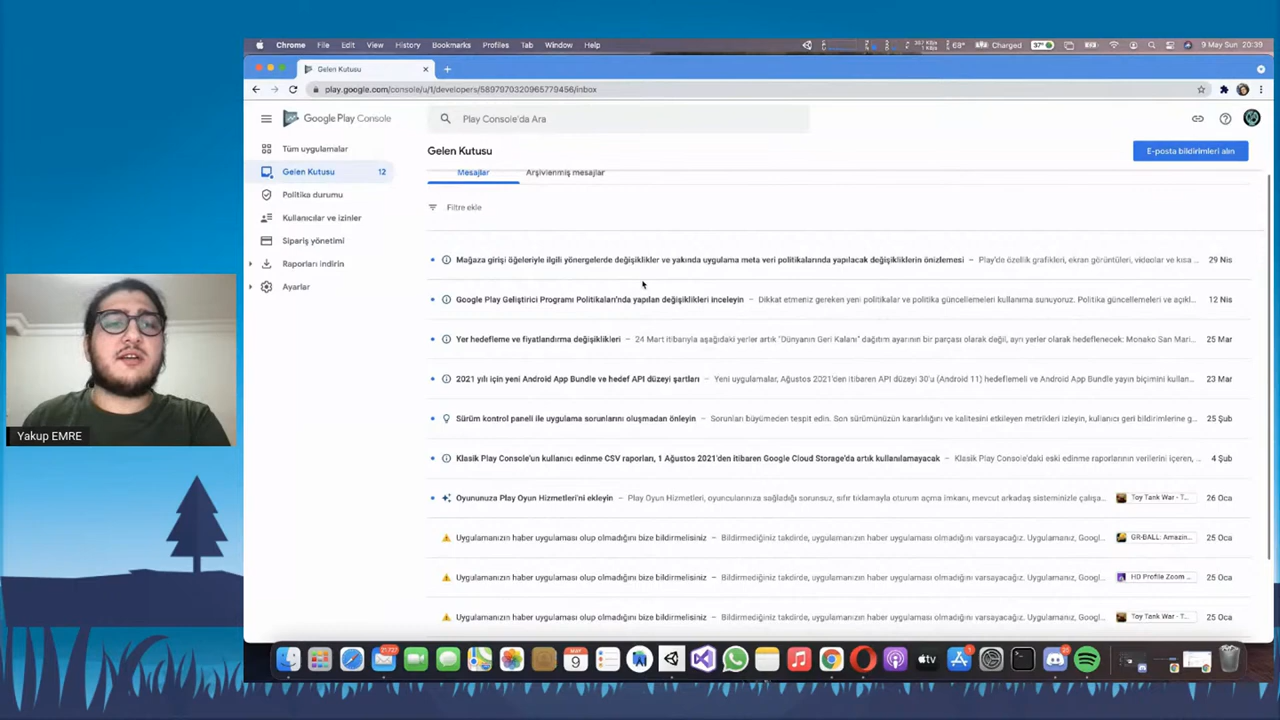 Chrome File Edit View History Bookmarks Profiles Tab Window Help 68° Charged 37° 9 May Sun 20:39
Gelen Kutusu
play.google.com/console/u/1/developers/5897970320965779456/inbox
Google Play Console
Play Console'da Ara
Tüm uygulamalar
Gelen Kutusu 12
Politika durumu
Kullanıcılar ve izinler
Sipariş yönetimi
Raporları indirin
Ayarlar
Gelen Kutusu
E-posta bildirimleri alın
Mesajlar Arşivlenmiş mesajlar
Filtre ekle
Mağaza girişi öğeleriyle ilgili yönergelerde değişiklikler ve yakında uygulama meta veri politikalarında yapılacak değişikliklerin önizlemesi – Play'de özellik grafikleri, ekran görüntüleri, videolar ve kısa ... 29 Nis
Google Play Geliştirici Programı Politikaları'nda yapılan değişiklikleri inceleyin – Dikkat etmeniz gereken yeni politikalar ve politika güncellemeleri kullanıma sunuyoruz. Politika güncellemeleri ve açıkl... 12 Nis
Yer hedefleme ve fiyatlandırma değişiklikleri – 24 Mart itibarıyla aşağıdaki yerler artık "Dünyanın Geri Kalanı" dağıtım ayarının bir parçası olarak değil, ayrı yerler olarak hedeflenecek: Monako San Mari... 25 Mar
2021 yılı için yeni Android App Bundle ve hedef API düzeyi şartları – Yeni uygulamalar, Ağustos 2021'den itibaren API düzeyi 30'u (Android 11) hedeflemeli ve Android App Bundle yayın biçimini kullan... 23 Mar
Sürüm kontrol paneli ile uygulama sorunlarını oluşmadan önleyin – Sorunları büyümeden tespit edin. Son sürümünüzün kararlılığını ve kalitesini etkileyen metrikleri izleyin, kullanıcı geri bildirimlerine g... 25 Şub
Klasik Play Console'un kullanıcı edinme CSV raporları, 1 Ağustos 2021'den itibaren Google Cloud Storage'da artık kullanılamayacak – Klasik Play Console'daki eski edinme raporlarının verilerini içeren, ... 4 Şub
Oyununuza Play Oyun Hizmetleri'ni ekleyin – Play Oyun Hizmetleri, oyuncularınıza sağladığı sorunsuz, sıfır tıklamayla oturum açma imkanı, mevcut arkadaş sisteminizle çalışma... Toy Tank War - T... 26 Oca
Uygulamanızın haber uygulaması olup olmadığını bize bildirmelisiniz – Bildirmediğiniz takdirde, uygulamanızın haber uygulaması olmadığını varsayacağız. Uygulamanız, Googl... GR-BALL: Amazin... 25 Oca
Uygulamanızın haber uygulaması olup olmadığını bize bildirmelisiniz – Bildirmediğiniz takdirde, uygulamanızın haber uygulaması olmadığını varsayacağız. Uygulamanız, Googl... HD Profile Zoom ... 25 Oca
Uygulamanızın haber uygulaması olup olmadığını bize bildirmelisiniz – Bildirmediğiniz takdirde, uygulamanızın haber uygulaması olmadığını varsayacağız. Uygulamanız, Googl... Toy Tank War - T... 25 Oca
Yakup EMRE